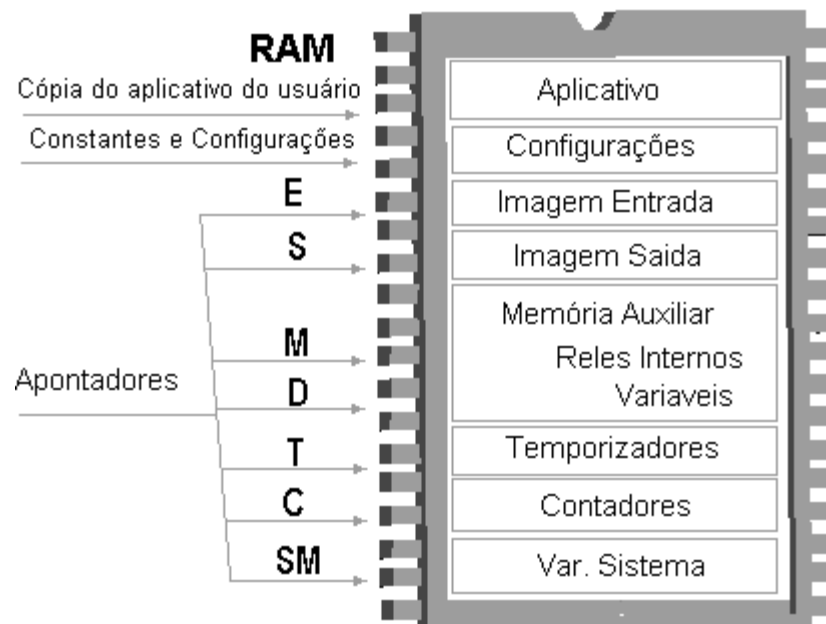 RAM
Cópia do aplicativo do usuário
Constantes e Configurações
E
S
M
Apontadores
D
T
C
SM
Aplicativo
Configurações
Imagem Entrada
Imagem Saida
Memória Auxiliar
Reles Internos
Variaveis
Temporizadores
Contadores
Var. Sistema